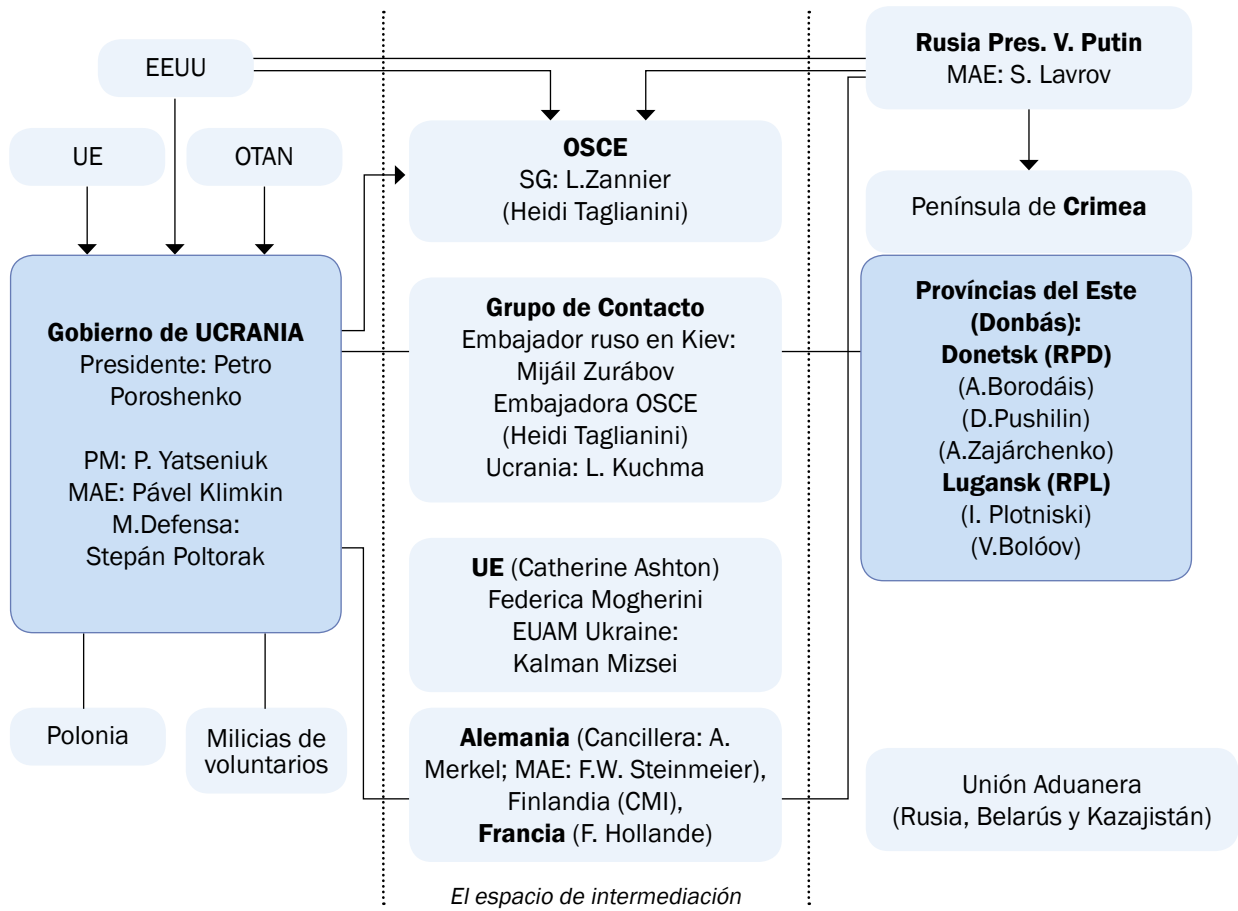 EEUU
UE
OTAN
Gobierno de UCRANIA
Presidente: Petro
Poroshenko
PM: P. Yatseniuk
MAE: Pável Klimkin
M.Defensa:
Stepán Poltorak
Polonia
Milicias de
voluntarios
OSCE
SG: L.Zannier
(Heidi Taglianini)
Grupo de Contacto
Embajador ruso en Kiev:
Mijáil Zurábov
Embajadora OSCE
(Heidi Taglianini)
Ucrania: L. Kuchma
UE (Catherine Ashton)
Federica Mogherini
EUAM Ukraine:
Kalman Mizsei
Alemania (Cancillera: A.
Merkel; MAE: F.W. Steinmeier),
Finlandia (CMI),
Francia (F. Hollande)
El espacio de intermediación
Rusia Pres. V. Putin
MAE: S. Lavrov
Península de Crimea
Províncias del Este
(Donbás):
Donetsk (RPD)
(A.Borodáis)
(D.Pushilin)
(A.Zajárchenko)
Lugansk (RPL)
(I. Plotniski)
(V.Bolóov)
Unión Aduanera
(Rusia, Belarús y Kazajistán)